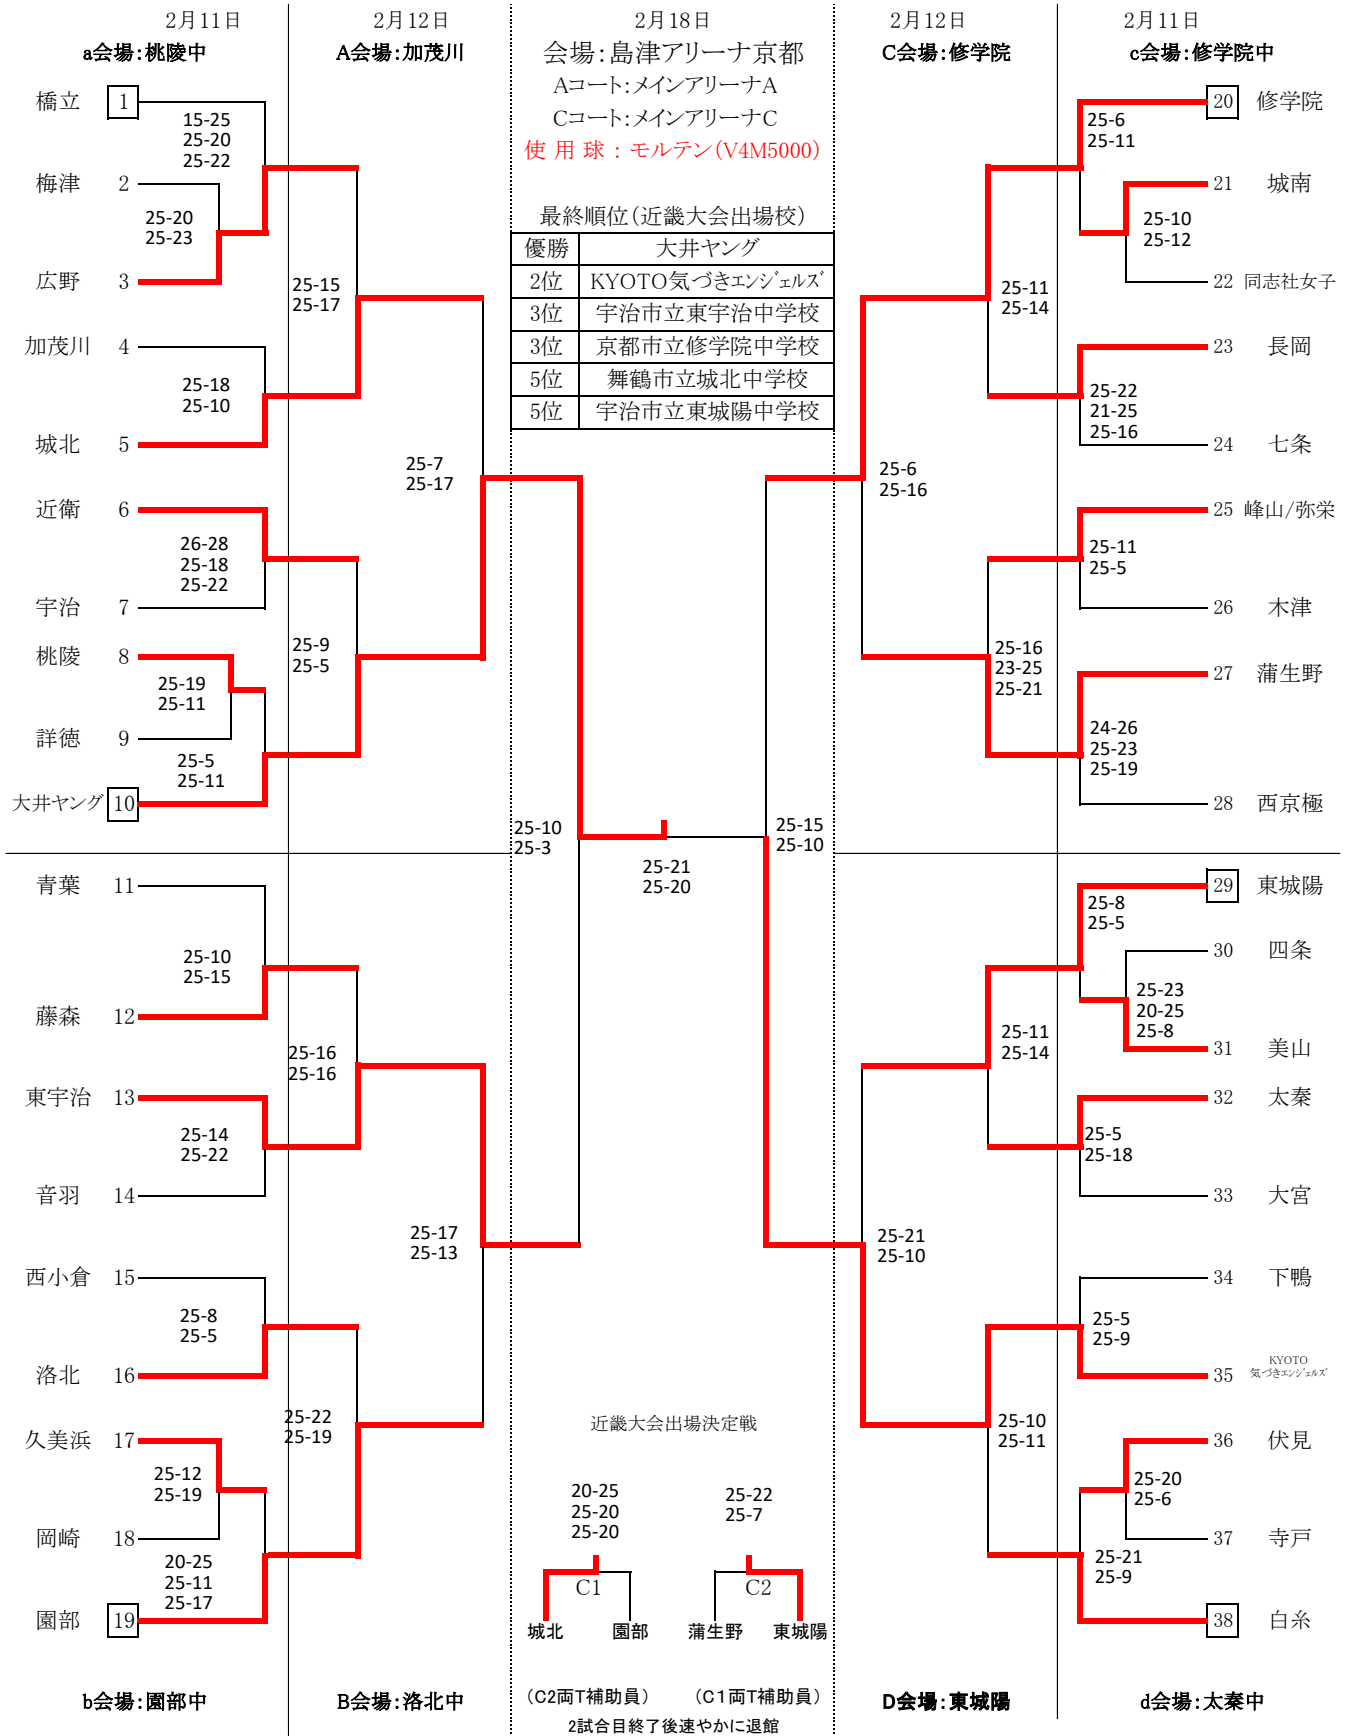 2月11日
a会場:桃陵中
2月12日
A会場:加茂川
2月18日
会場:島津アリーナ京都
Aコート:メインアリーナA
Cコート:メインアリーナC
使 用 球 : モルテン(V4M5000)
2月12日
C会場:修学院
2月11日
c会場:修学院中
最終順位(近畿大会出場校)
優勝 大井ヤング
2位 KYOTO気づきエンジェルズ
3位 宇治市立東宇治中学校
3位 京都市立修学院中学校
5位 舞鶴市立城北中学校
5位 宇治市立東城陽中学校
橋立 1
15-25
25-20
25-22
梅津 2
25-20
25-23
広野 3
25-15
25-17
加茂川 4
25-18
25-10
城北 5
25-7
25-17
近衛 6
26-28
25-18
25-22
宇治 7
桃陵 8
25-9
25-5
25-19
25-11
詳徳 9
25-5
25-11
大井ヤング 10
25-10
25-3
25-21
25-20
青葉 11
25-10
25-15
藤森 12
25-16
25-16
東宇治 13
25-14
25-22
音羽 14
25-17
25-13
西小倉 15
25-8
25-5
洛北 16
25-22
25-19
久美浜 17
25-12
25-19
岡崎 18
20-25
25-11
25-17
園部 19
b会場:園部中
B会場:洛北中
20 修学院
25-6
25-11
21 城南
25-10
25-12
22 同志社女子
25-11
25-14
23 長岡
25-22
21-25
25-16
24 七条
25-6
25-16
25 峰山/弥栄
25-11
25-5
26 木津
25-16
23-25
25-21
27 蒲生野
24-26
25-23
25-19
28 西京極
25-15
25-10
29 東城陽
25-8
25-5
30 四条
25-23
20-25
25-8
31 美山
25-11
25-14
32 太秦
25-5
25-18
33 大宮
25-21
25-10
34 下鴨
25-5
25-9
35 KYOTO
気づきエンジェルズ
25-10
25-11
36 伏見
25-20
25-6
37 寺戸
25-21
25-9
38 白糸
近畿大会出場決定戦
20-25
25-20
25-20
25-22
25-7
C1
C2
城北 園部 蒲生野 東城陽
(C2両T補助員) (C1両T補助員)
2試合目終了後速やかに退館
D会場:東城陽
d会場:太秦中